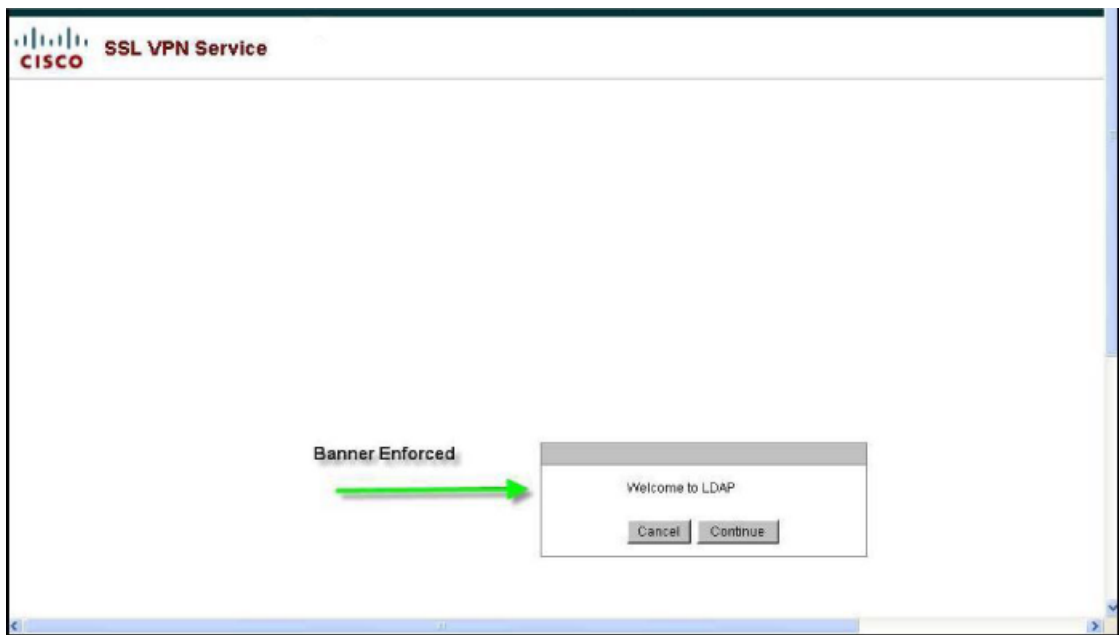 CISCO
SSL VPN Service
Banner Enforced
Welcome to LDAP
Cancel
Continue